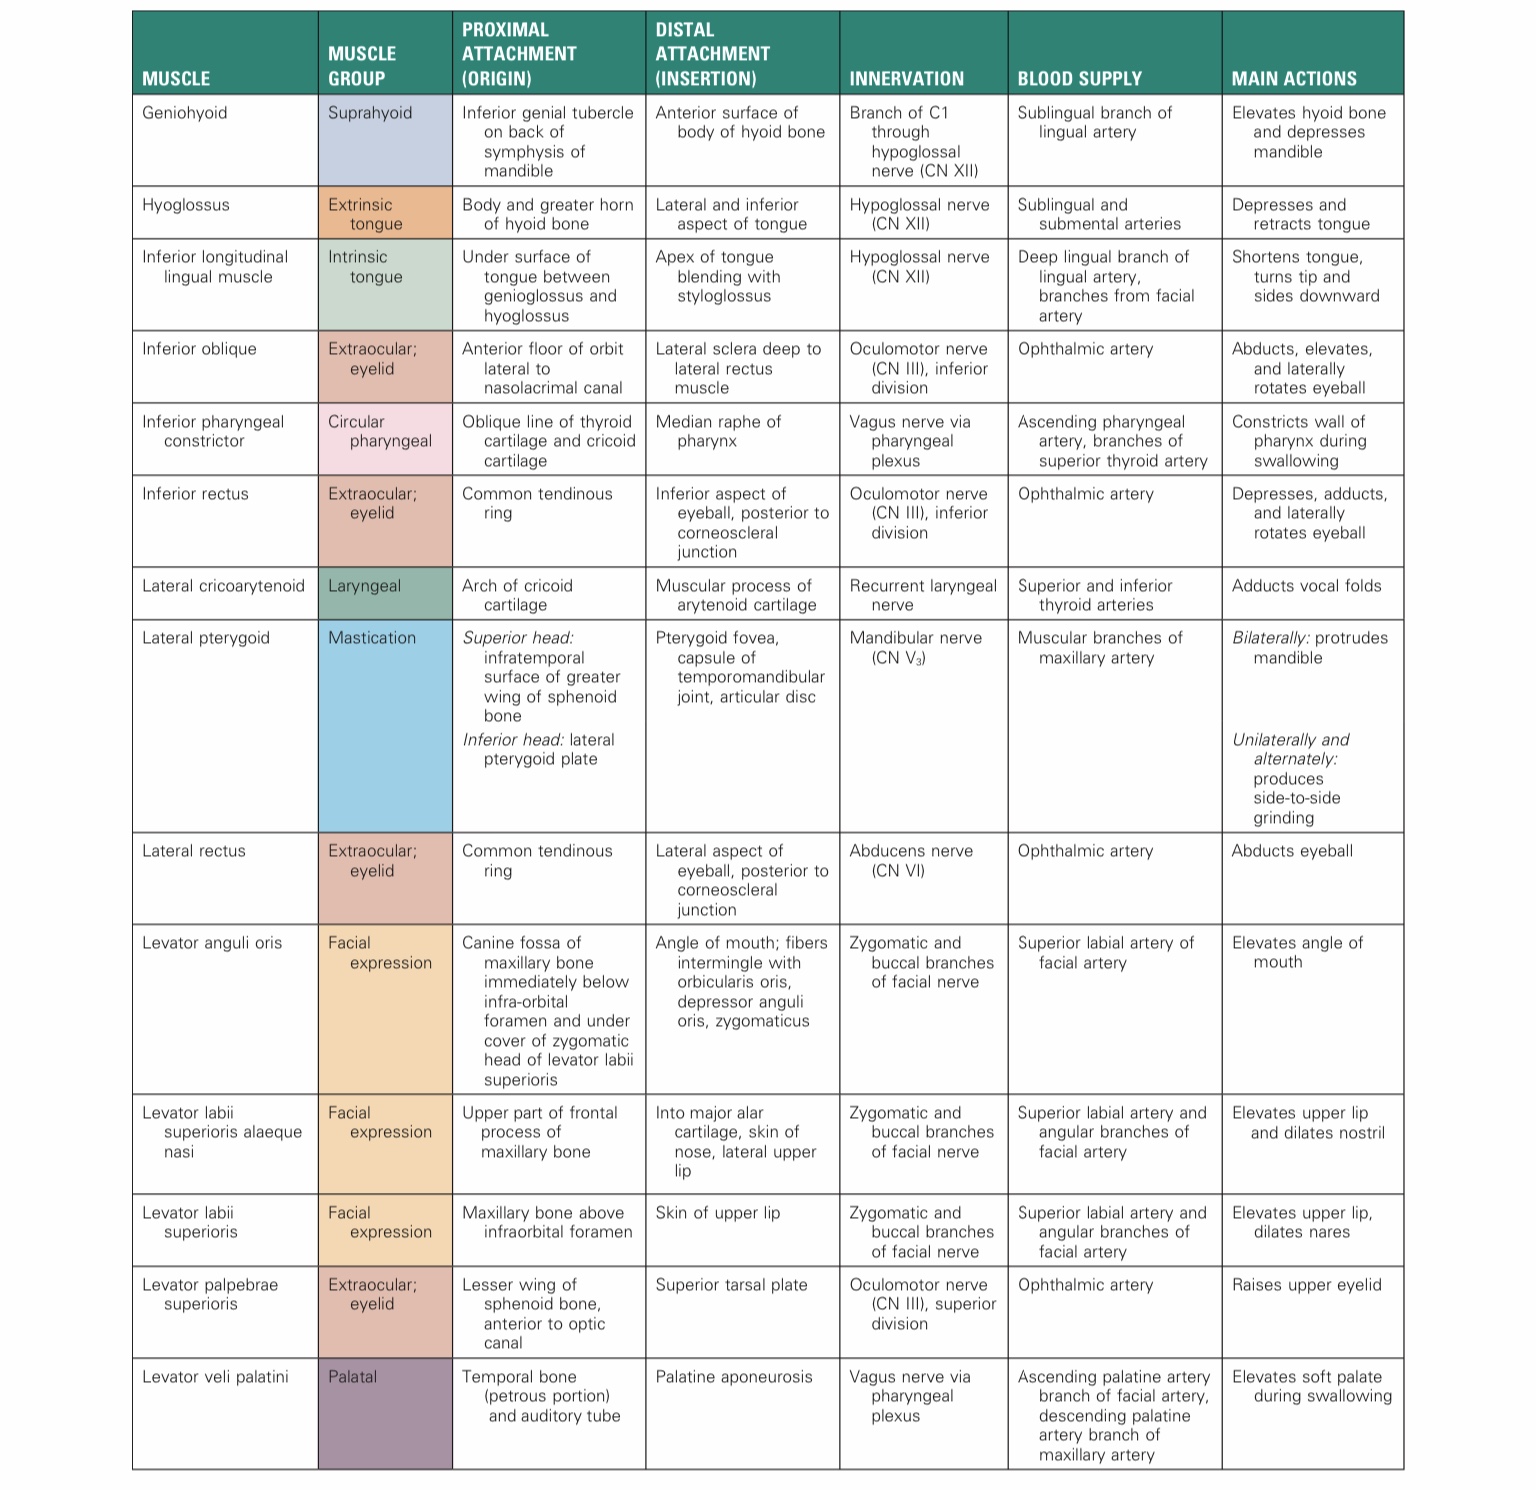 MUSCLE
MUSCLE
GROUP
PROXIMAL
ATTACHMENT
(ORIGIN)
DISTAL
ATTACHMENT
(INSERTION)
INNERVATION
BLOOD SUPPLY
MAIN ACTIONS
Geniohyoid
Suprahyoid
Inferior genial tubercle
on back of
symphysis of
mandible
Anterior surface of
body of hyoid bone
Branch of C1
through
hypoglossal
nerve (CN XII)
Sublingual branch of
lingual artery
Elevates hyoid bone
and depresses
mandible
Hyoglossus
Extrinsic
tongue
Body and greater horn
of hyoid bone
Lateral and inferior
aspect of tongue
Hypoglossal nerve
(CN XII)
Sublingual and
submental arteries
Depresses and
retracts tongue
Inferior longitudinal
lingual muscle
Intrinsic
tongue
Under surface of
tongue between
genioglossus and
hyoglossus
Apex of tongue
blending with
styloglossus
Hypoglossal nerve
(CN XII)
Deep lingual branch of
lingual artery,
branches from facial
artery
Shortens tongue,
turns tip and
sides downward
Inferior oblique
Extraocular;
eyelid
Anterior floor of orbit
lateral to
nasolacrimal canal
Lateral sclera deep to
lateral rectus
muscle
Oculomotor nerve
(CN III), inferior
division
Ophthalmic artery
Abducts, elevates,
and laterally
rotates eyeball
Inferior pharyngeal
constrictor
Circular
pharyngeal
Oblique line of thyroid
cartilage and cricoid
cartilage
Median raphe of
pharynx
Vagus nerve via
pharyngeal
plexus
Ascending pharyngeal
artery, branches of
superior thyroid artery
Constricts wall of
pharynx during
swallowing
Inferior rectus
Extraocular;
eyelid
Common tendinous
ring
Inferior aspect of
eyeball, posterior to
corneoscleral
junction
Oculomotor nerve
(CN III), inferior
division
Ophthalmic artery
Depresses, adducts,
and laterally
rotates eyeball
Lateral cricoarytenoid
Laryngeal
Arch of cricoid
cartilage
Muscular process of
arytenoid cartilage
Recurrent laryngeal
nerve
Superior and inferior
thyroid arteries
Adducts vocal folds
Lateral pterygoid
Mastication
Superior head:
infratemporal
surface of greater
wing of sphenoid
bone
Inferior head: lateral
pterygoid plate
Pterygoid fovea,
capsule of
temporomandibular
joint, articular disc
Mandibular nerve
(CN V₃)
Muscular branches of
maxillary artery
Bilaterally: protrudes
mandible
Unilaterally and
alternately:
produces
side-to-side
grinding
Lateral rectus
Extraocular;
eyelid
Common tendinous
ring
Lateral aspect of
eyeball, posterior to
corneoscleral
junction
Abducens nerve
(CN VI)
Ophthalmic artery
Abducts eyeball
Levator anguli oris
Facial
expression
Canine fossa of
maxillary bone
immediately below
infra-orbital
foramen and under
cover of zygomatic
head of levator labii
superioris
Angle of mouth; fibers
intermingle with
orbicularis oris,
depressor anguli
oris, zygomaticus
Zygomatic and
buccal branches
of facial nerve
Superior labial artery of
facial artery
Elevates angle of
mouth
Levator labii
superioris alaeque
nasi
Facial
expression
Upper part of frontal
process of
maxillary bone
Into major alar
cartilage, skin of
nose, lateral upper
lip
Zygomatic and
buccal branches
of facial nerve
Superior labial artery and
angular branches of
facial artery
Elevates upper lip
and dilates nostril
Levator labii
superioris
Facial
expression
Maxillary bone above
infraorbital foramen
Skin of upper lip
Zygomatic and
buccal branches
of facial nerve
Superior labial artery and
angular branches of
facial artery
Elevates upper lip,
dilates nares
Levator palpebrae
superioris
Extraocular;
eyelid
Lesser wing of
sphenoid bone,
anterior to optic
canal
Superior tarsal plate
Oculomotor nerve
(CN III), superior
division
Ophthalmic artery
Raises upper eyelid
Levator veli palatini
Palatal
Temporal bone
(petrous portion)
and auditory tube
Palatine aponeurosis
Vagus nerve via
pharyngeal
plexus
Ascending palatine artery
branch of facial artery,
descending palatine
artery branch of
maxillary artery
Elevates soft palate
during swallowing